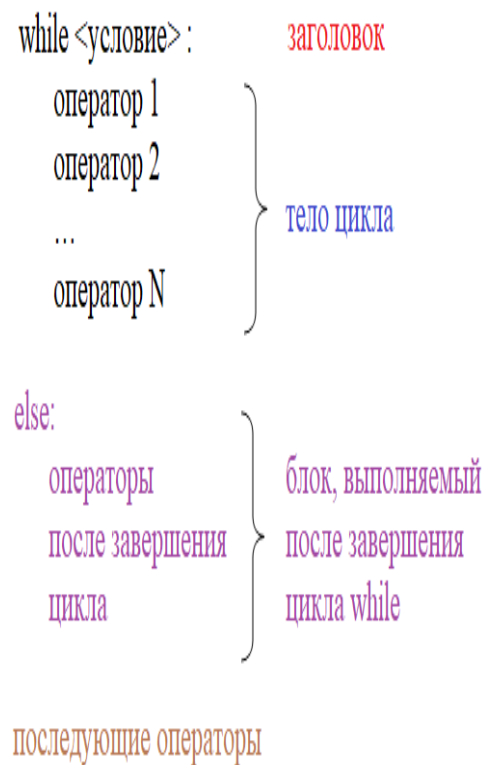 while <условие> : заголовок
оператор 1
оператор 2
тело цикла
...
оператор N
else:
операторы блок, выполняемый
после завершения после завершения
цикла цикла while
последующие операторы